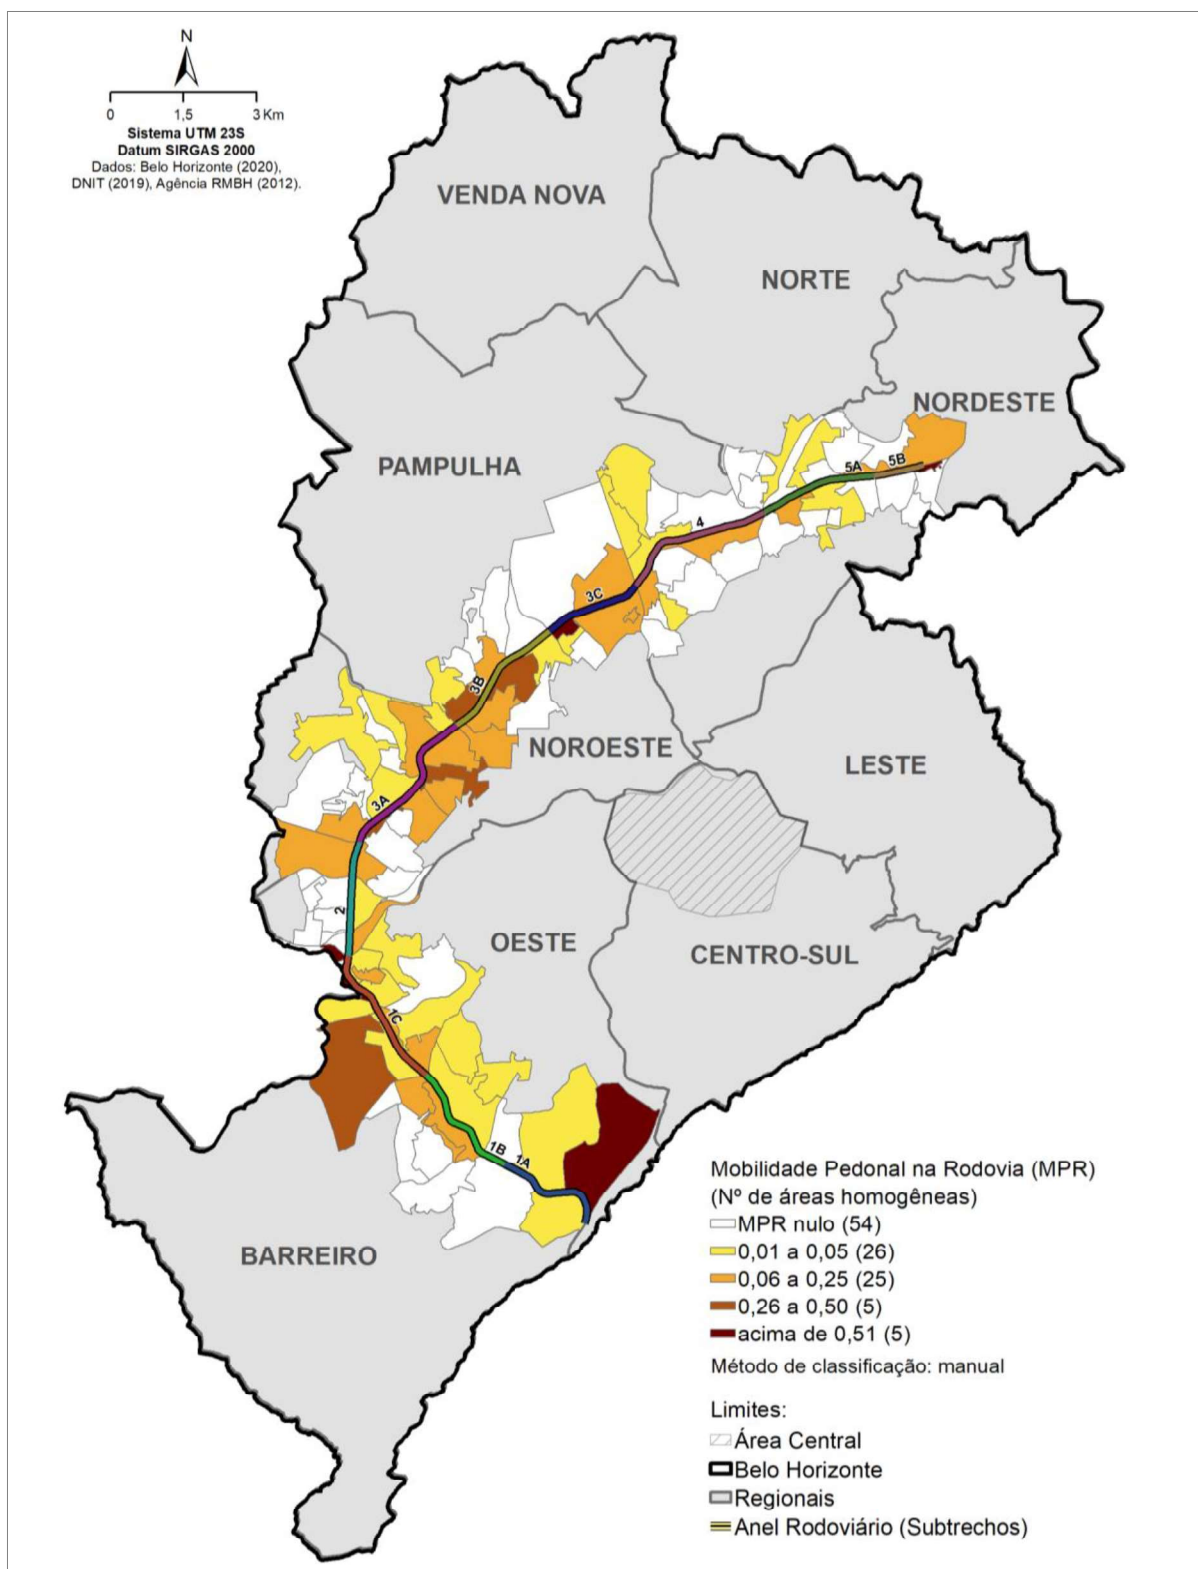 N
0 1,5 3 Km
Sistema UTM 23S
Datum SIRGAS 2000
Dados: Belo Horizonte (2020),
DNIT (2019), Agência RMBH (2012).
VENDA NOVA
NORTE
NORDESTE
PAMPULHA
5A
5B
4
3C
3B
NOROESTE
LESTE
3A
2
OESTE
CENTRO-SUL
1C
1B
1A
BARREIRO
Mobilidade Pedonal na Rodovia (MPR)
(Nº de áreas homogêneas)
MPR nulo (54)
0,01 a 0,05 (26)
0,06 a 0,25 (25)
0,26 a 0,50 (5)
acima de 0,51 (5)
Método de classificação: manual
Limites:
Área Central
Belo Horizonte
Regionais
Anel Rodoviário (Subtrechos)